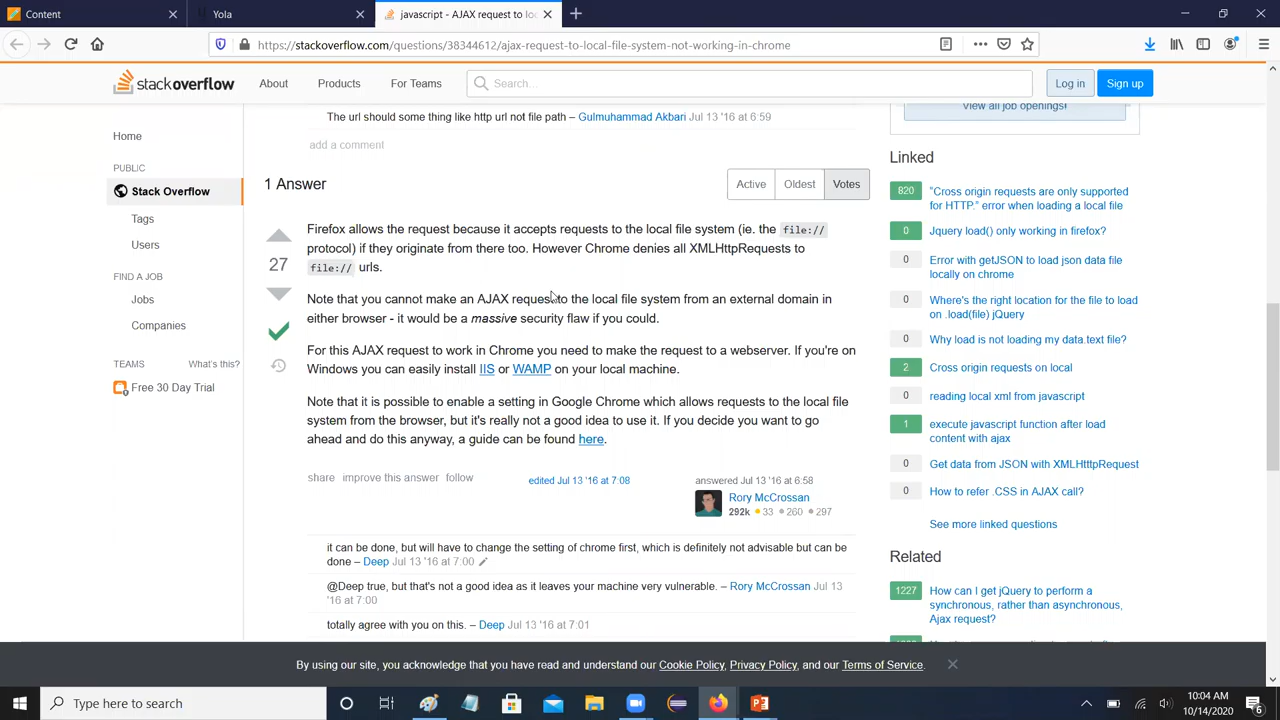 Content
Yola
javascript - AJAX request to loc
https://stackoverflow.com/questions/38344612/ajax-request-to-local-file-system-not-working-in-chrome
stackoverflow
About
Products
For Teams
Search...
Log in
Sign up
Home
PUBLIC
Stack Overflow
Tags
Users
FIND A JOB
Jobs
Companies
TEAMS What's this?
Free 30 Day Trial
The url should some thing like http url not file path – Gulmuhammad Akbari Jul 13 '16 at 6:59
add a comment
1 Answer
Active Oldest Votes
27
Firefox allows the request because it accepts requests to the local file system (ie. the file://
protocol) if they originate from there too. However Chrome denies all XMLHttpRequests to
file:// urls.
Note that you cannot make an AJAX request to the local file system from an external domain in
either browser - it would be a massive security flaw if you could.
For this AJAX request to work in Chrome you need to make the request to a webserver. If you're on
Windows you can easily install IIS or WAMP on your local machine.
Note that it is possible to enable a setting in Google Chrome which allows requests to the local file
system from the browser, but it's really not a good idea to use it. If you decide you want to go
ahead and do this anyway, a guide can be found here.
share improve this answer follow
edited Jul 13 '16 at 7:08
answered Jul 13 '16 at 6:58
Rory McCrossan
292k 33 260 297
it can be done, but will have to change the setting of chrome first, which is definitely not advisable but can be
done – Deep Jul 13 '16 at 7:00
@Deep true, but that's not a good idea as it leaves your machine very vulnerable. – Rory McCrossan Jul 13
'16 at 7:00
totally agree with you on this. – Deep Jul 13 '16 at 7:01
View all job openings!
Linked
820 "Cross origin requests are only supported
for HTTP." error when loading a local file
0 Jquery load() only working in firefox?
0 Error with getJSON to load json data file
locally on chrome
0 Where's the right location for the file to load
on .load(file) jQuery
0 Why load is not loading my data.text file?
2 Cross origin requests on local
0 reading local xml from javascript
1 execute javascript function after load
content with ajax
0 Get data from JSON with XMLHttpRequest
0 How to refer .CSS in AJAX call?
See more linked questions
Related
1227 How can I get jQuery to perform a
synchronous, rather than asynchronous,
Ajax request?
By using our site, you acknowledge that you have read and understand our Cookie Policy, Privacy Policy, and our Terms of Service.
Type here to search
10:04 AM
10/14/2020
6